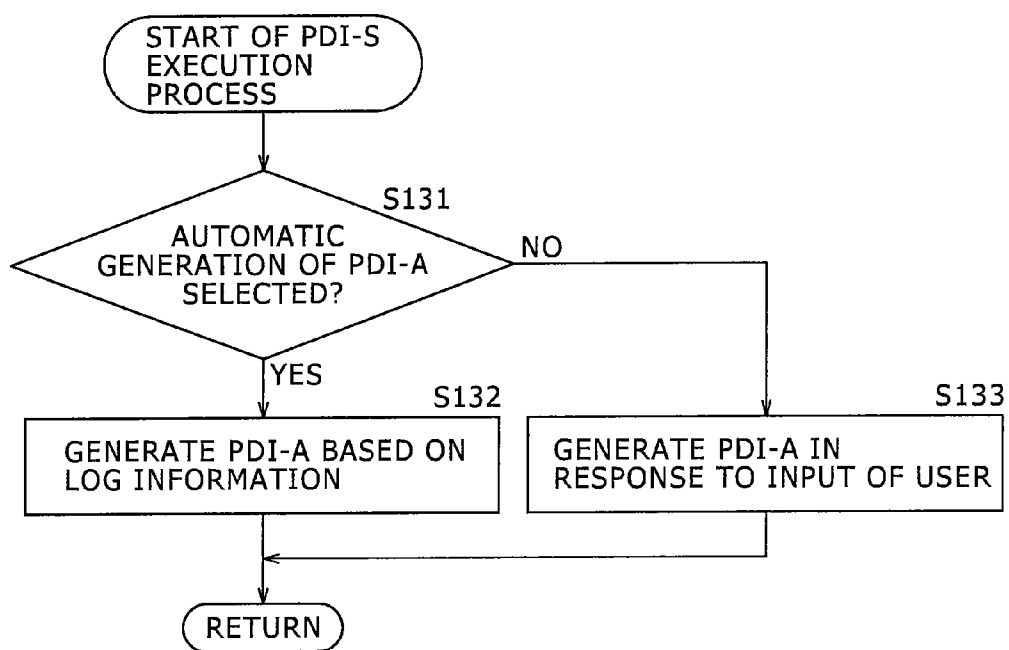 START OF PDI-S
EXECUTION
PROCESS
S131
AUTOMATIC
GENERATION OF PDI-A
SELECTED?
NO
YES
S132
GENERATE PDI-A BASED ON
LOG INFORMATION
S133
GENERATE PDI-A IN
RESPONSE TO INPUT OF USER
RETURN